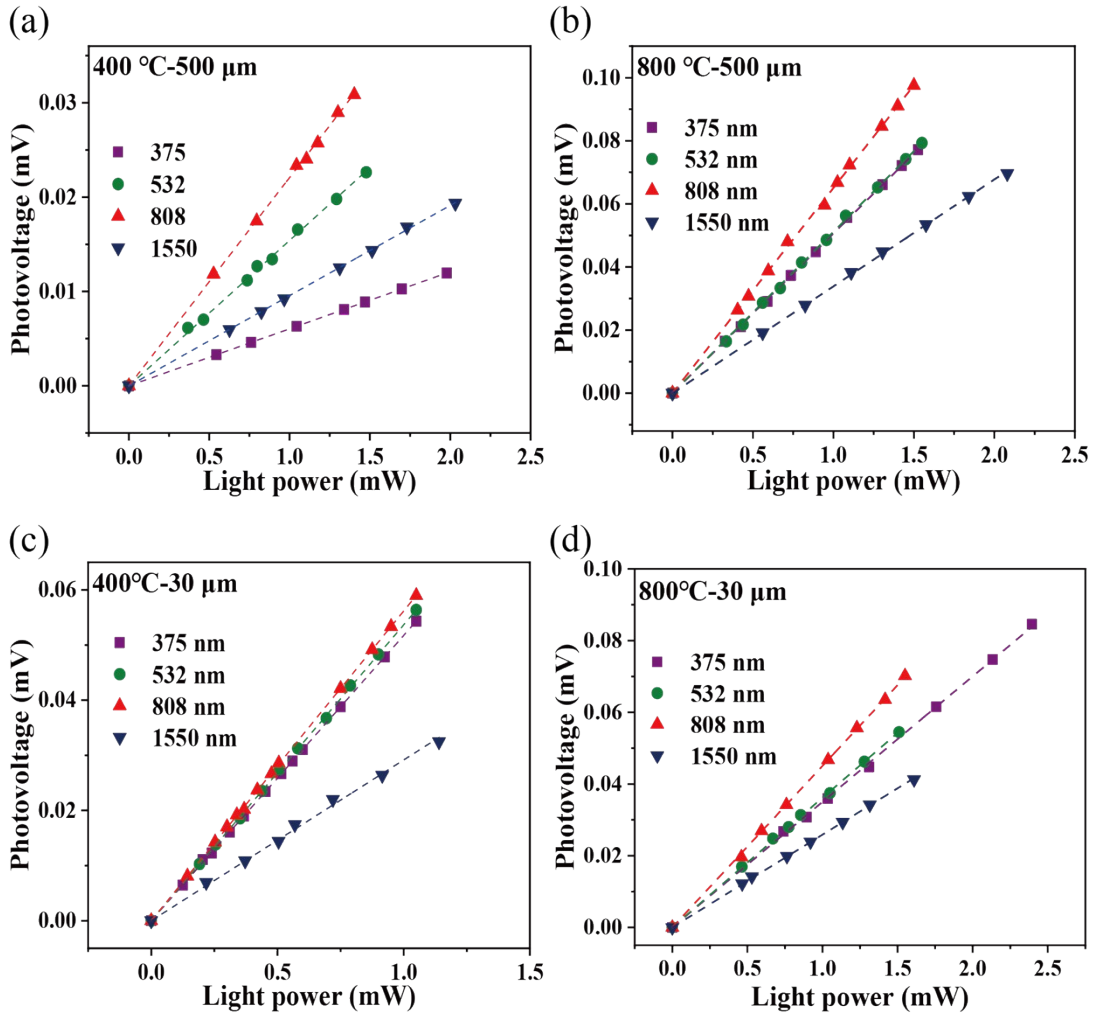 (a)
400 ℃-500 μm
375
532
808
1550
0.03
0.02
0.01
0.00
Photovoltage (mV)
0.0 0.5 1.0 1.5 2.0 2.5
Light power (mW)
(b)
800 ℃-500 μm
375 nm
532 nm
808 nm
1550 nm
0.10
0.08
0.06
0.04
0.02
0.00
Photovoltage (mV)
0.0 0.5 1.0 1.5 2.0 2.5
Light power (mW)
(c)
400℃-30 μm
375 nm
532 nm
808 nm
1550 nm
0.06
0.04
0.02
0.00
Photovoltage (mV)
0.0 0.5 1.0 1.5
Light power (mW)
(d)
800℃-30 μm
375 nm
532 nm
808 nm
1550 nm
0.10
0.08
0.06
0.04
0.02
0.00
Photovoltage (mV)
0.0 0.5 1.0 1.5 2.0 2.5
Light power (mW)